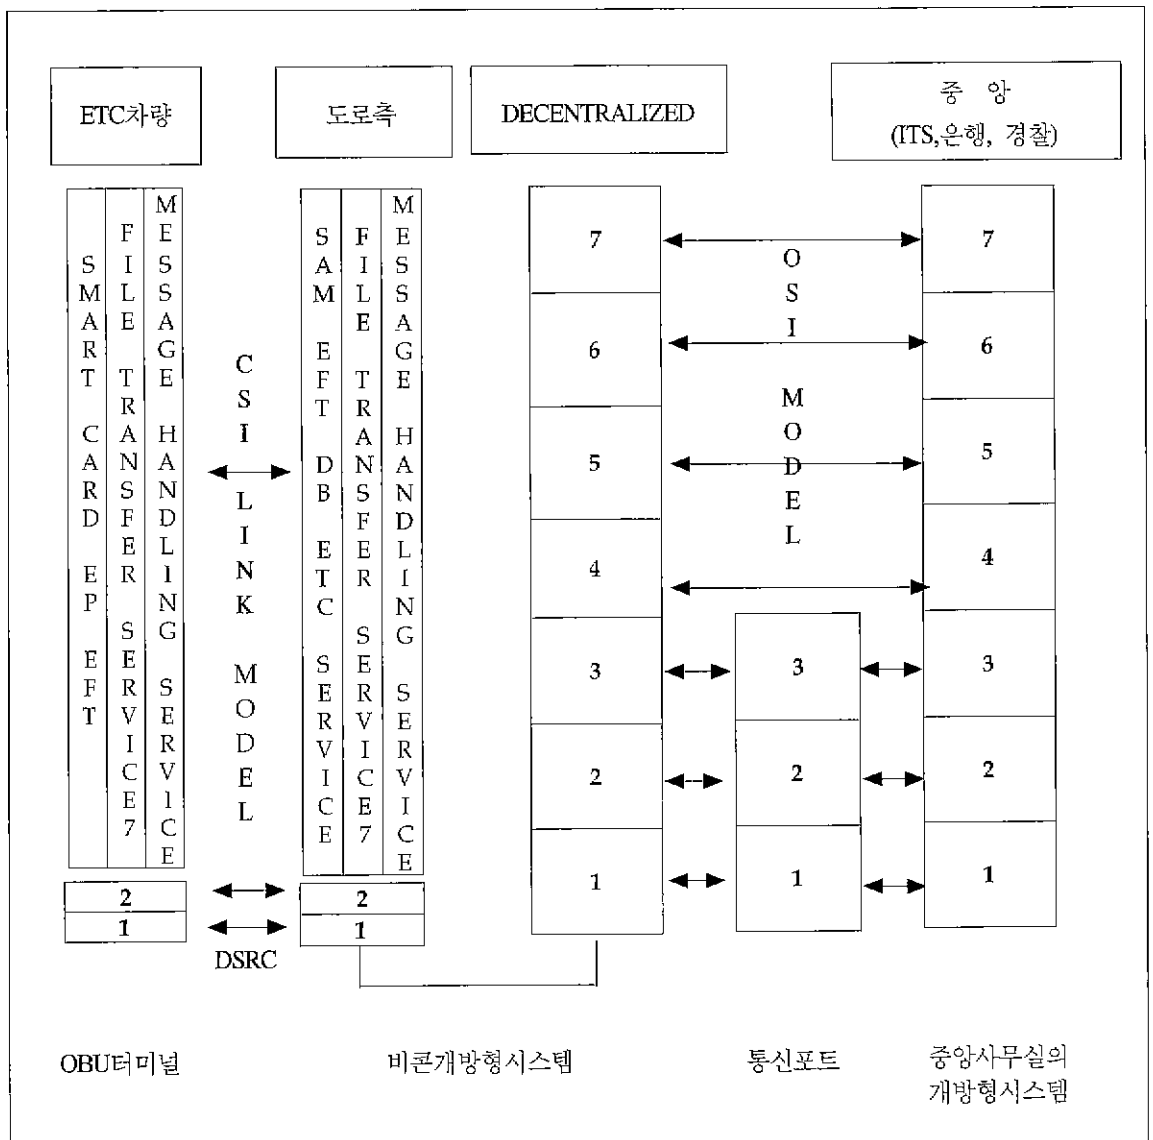 ETC차량
도로측
DECENTRALIZED
중 앙
(ITS,은행, 경찰)
SMART CARD EP EFT
FILE TRANSFER SERVICE7
MESSAGE HANDLING SERVICE
CSI LINK MODEL
SAM EFT DB ETC SERVICE
FILE TRANSFER SERVICE7
MESSAGE HANDLING SERVICE
2
1
2
1
DSRC
7
6
5
4
3
2
1
OSI MODEL
3
2
1
7
6
5
4
3
2
1
OBU터미널
비콘개방형시스템
통신포트
중앙사무실의
개방형시스템